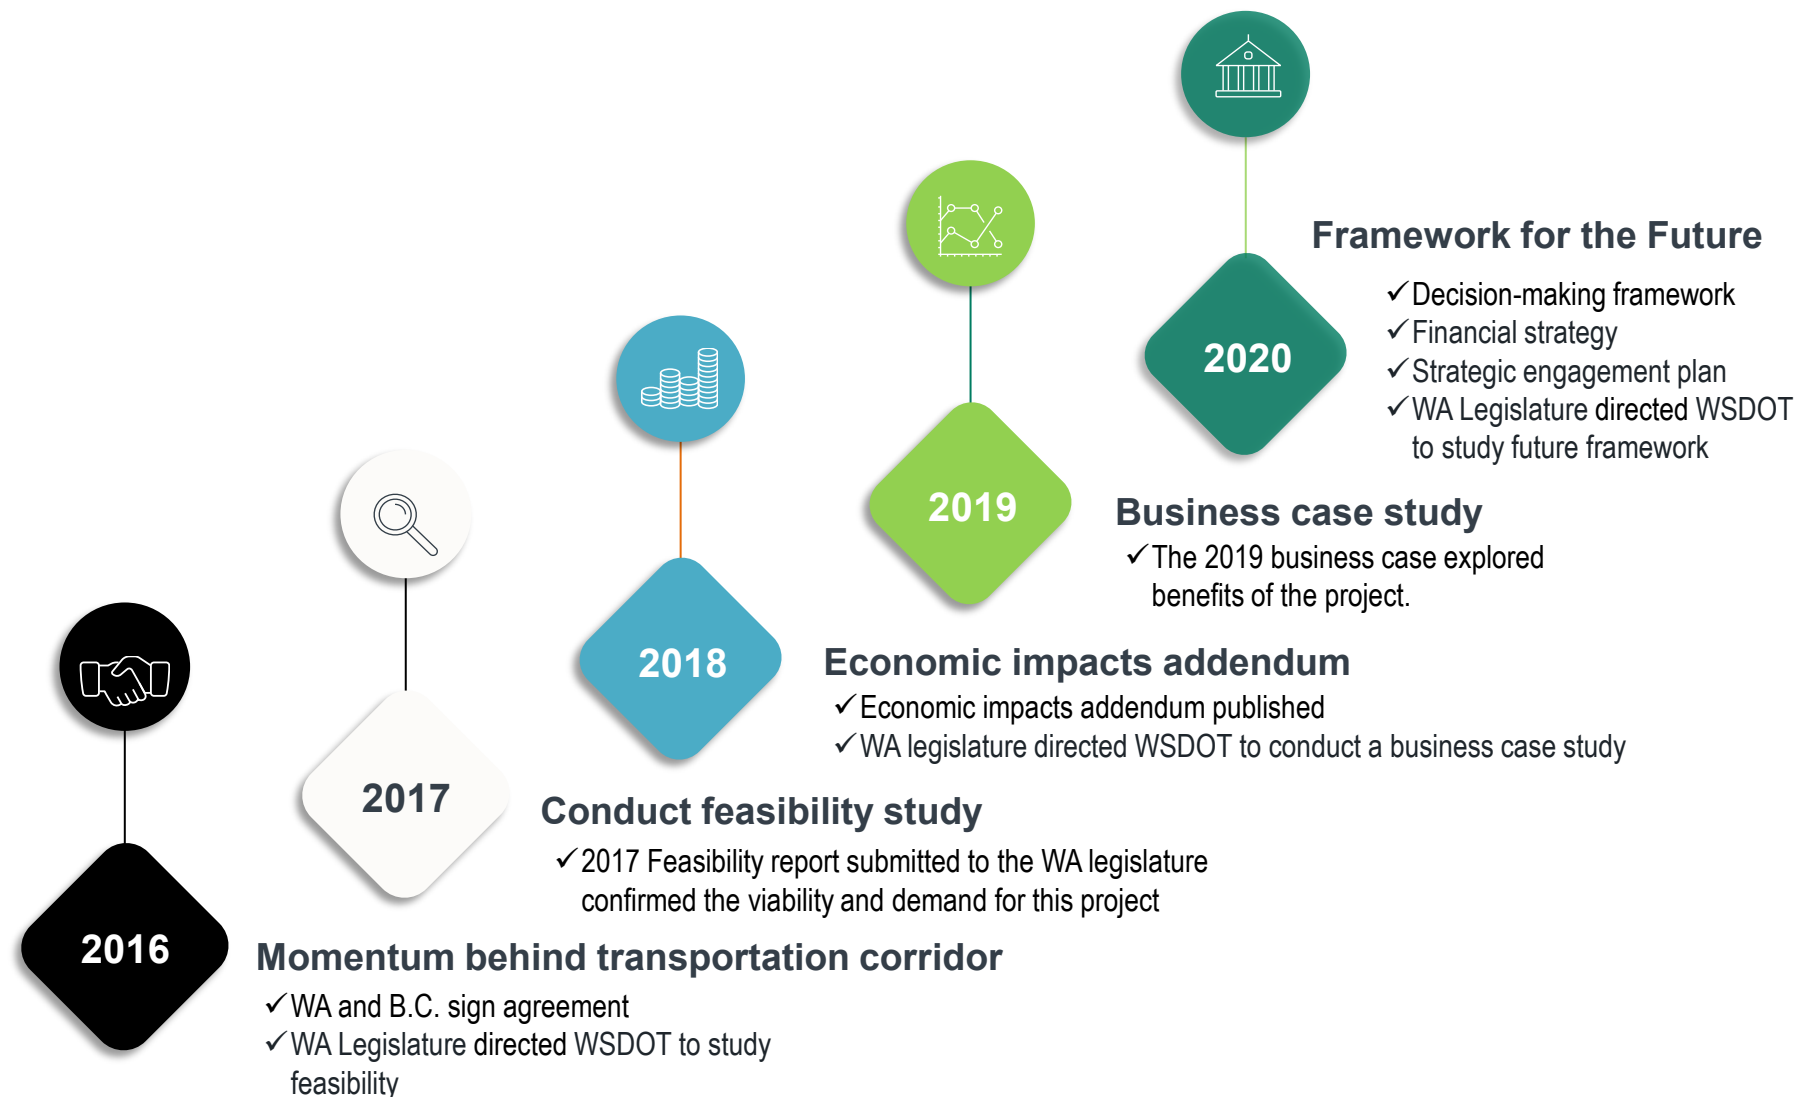 Framework for the Future
✓Decision-making framework
✓Financial strategy
✓Strategic engagement plan
✓WA Legislature directed WSDOT
to study future framework
2020
Business case study
✓The 2019 business case explored
benefits of the project.
2019
Economic impacts addendum
✓Economic impacts addendum published
✓WA legislature directed WSDOT to conduct a business case study
2018
Conduct feasibility study
✓2017 Feasibility report submitted to the WA legislature
confirmed the viability and demand for this project
2017
Momentum behind transportation corridor
✓WA and B.C. sign agreement
✓WA Legislature directed WSDOT to study
feasibility
2016